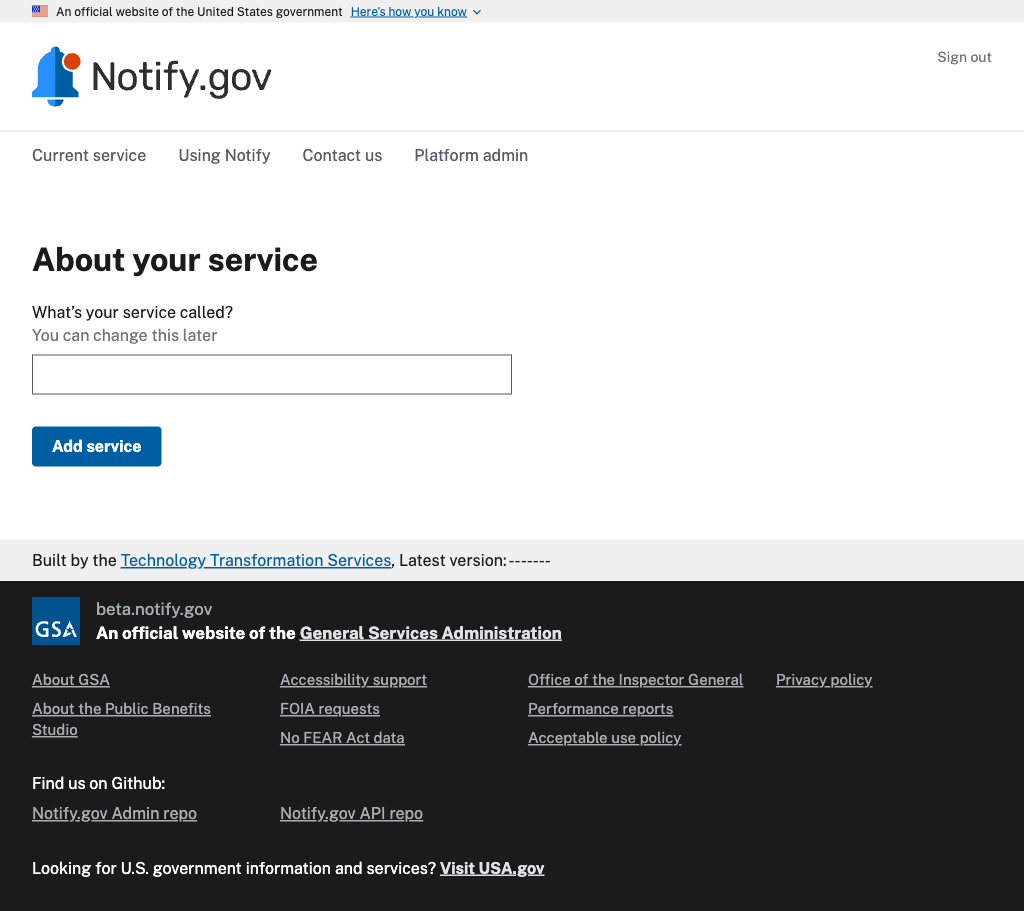 An official website of the United States government Here's how you know
Notify.gov
Sign out
Current service Using Notify Contact us Platform admin
About your service
What’s your service called?
You can change this later
Add service
Built by the Technology Transformation Services, Latest version:-------
GSA
beta.notify.gov
An official website of the General Services Administration
About GSA
About the Public Benefits
Studio
Accessibility support
FOIA requests
No FEAR Act data
Office of the Inspector General
Performance reports
Acceptable use policy
Privacy policy
Find us on Github:
Notify.gov Admin repo Notify.gov API repo
Looking for U.S. government information and services? Visit USA.gov